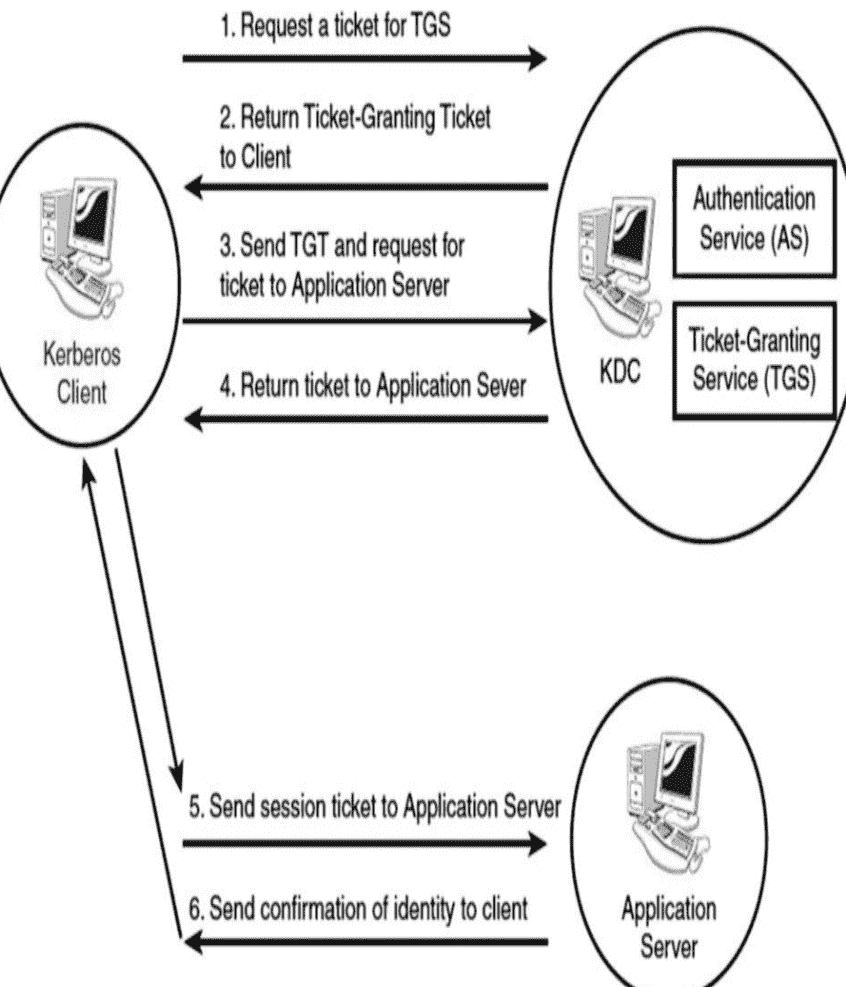 1. Request a ticket for TGS
2. Return Ticket-Granting Ticket
to Client
3. Send TGT and request for
ticket to Application Server
4. Return ticket to Application Sever
Kerberos
Client
KDC
Authentication
Service (AS)
Ticket-Granting
Service (TGS)
5. Send session ticket to Application Server
6. Send confirmation of identity to client
Application
Server